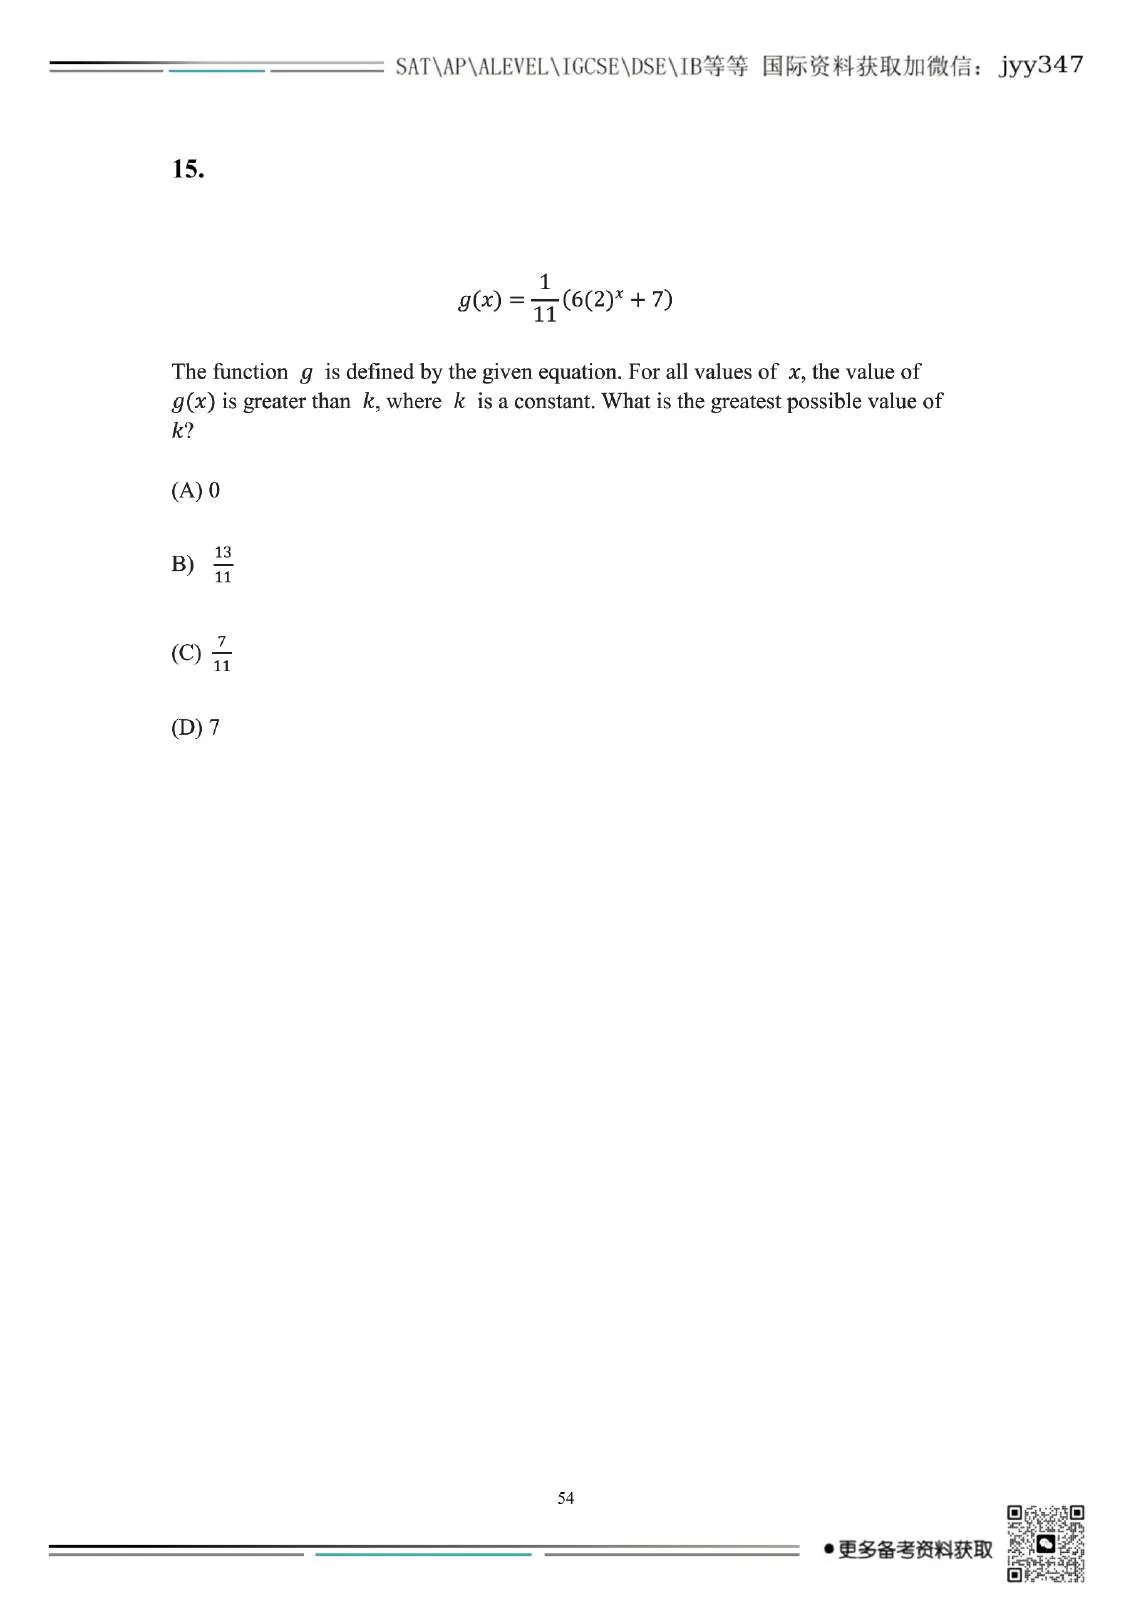 SAT\AP\ALEVEL\IGCSE\DSE\IB等等 国际资料获取加微信: jyy347
15.
g(x) = 1/11 (6(2)^x + 7)
The function g is defined by the given equation. For all values of x, the value of
g(x) is greater than k, where k is a constant. What is the greatest possible value of
k?
(A) 0
B) 13/11
(C) 7/11
(D) 7
54
•更多备考资料获取